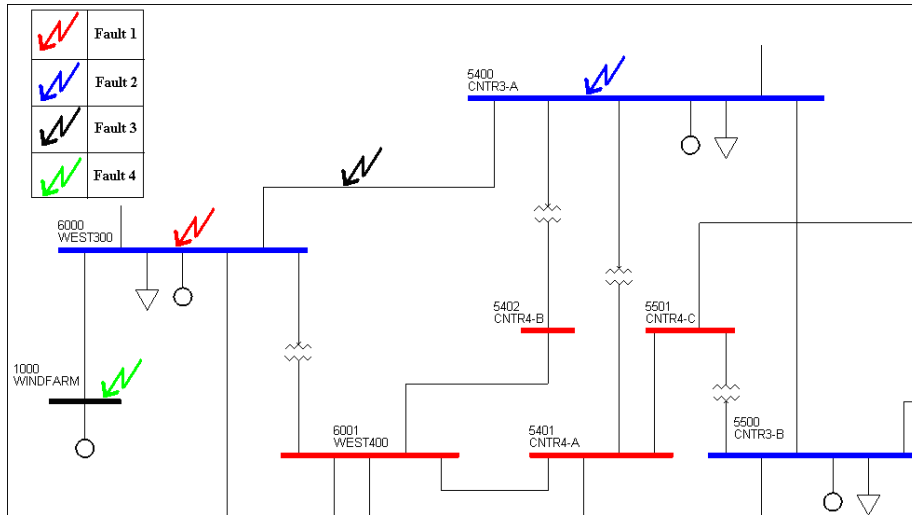 Fault 1
Fault 2
Fault 3
Fault 4
5400
CNTR3-A
6000
WEST300
5402
CNTR4-B
5501
CNTR4-C
1000
WINDFARM
6001
WEST400
5401
CNTR4-A
5500
CNTR3-B